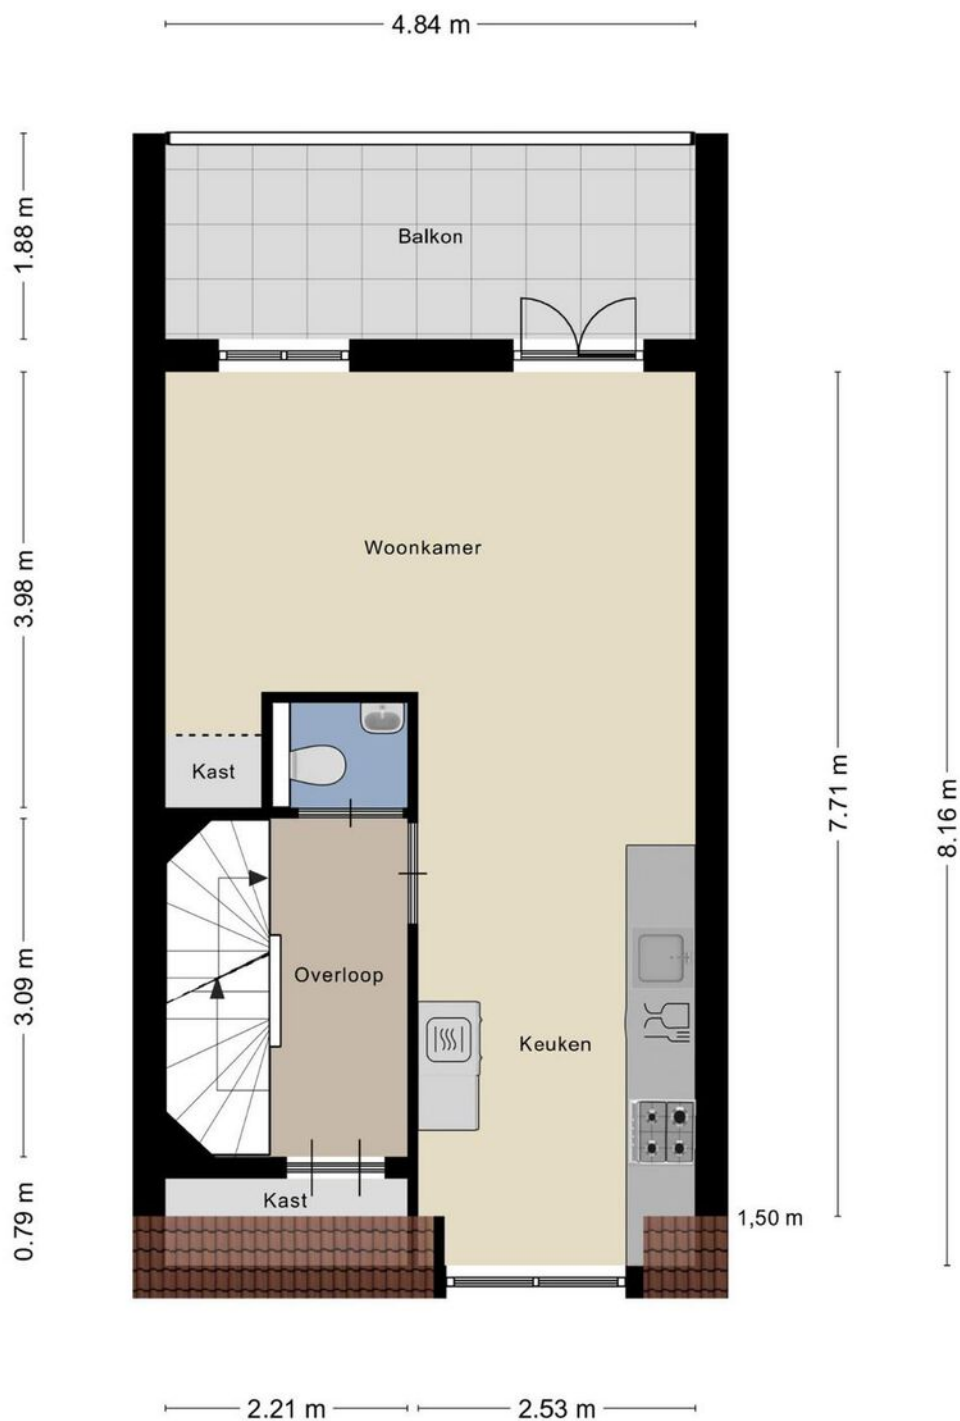 4.84 m
1.88 m
Balkon
3.98 m
Woonkamer
Kast
7.71 m
8.16 m
3.09 m
Overloop
Keuken
0.79 m
Kast
1,50 m
2.21 m
2.53 m